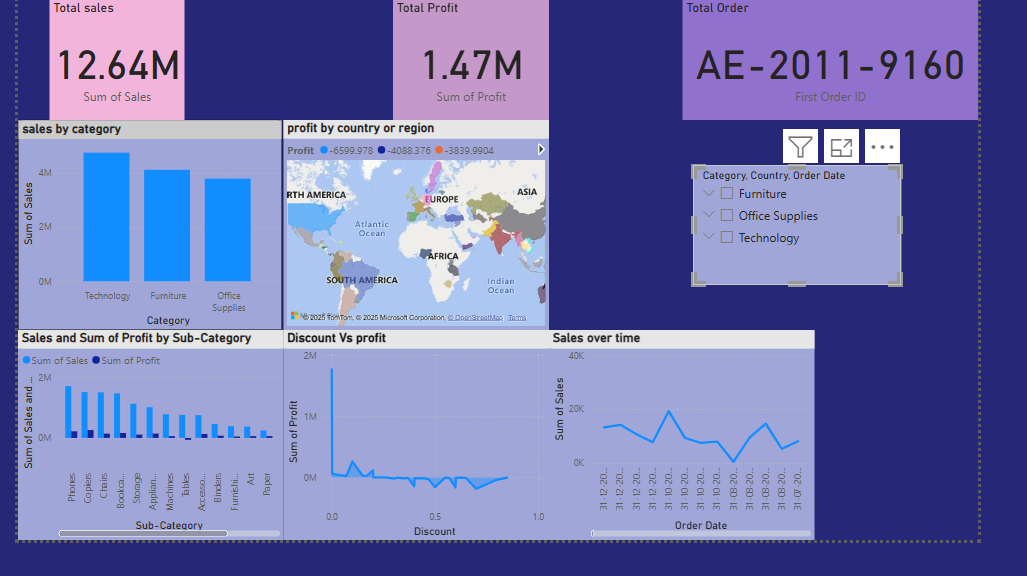 Total sales
12.64M
Sum of Sales
Total Profit
1.47M
Sum of Profit
Total Order
AE-2011-9160
First Order ID
sales by category
Sum of Sales
4M
2M
0M
Technology
Furniture
Office
Supplies
Category
profit by country or region
Profit
-6599.978
-4088.376
-3839.9904
RTH AMERICA
EUROPE
ASIA
Atlantic
Ocean
AFRICA
SOUTH AMERICA
Indian
Ocean
© 2025 TomTom, © 2025 Microsoft Corporation, © OpenStreetMap Terms
Category, Country, Order Date
Furniture
Office Supplies
Technology
Sales and Sum of Profit by Sub-Category
Sum of Sales
Sum of Profit
Sum of Sales and ...
2M
0M
Phones
Copiers
Chairs
Bookca...
Storage
Applian...
Machines
Tables
Accesso...
Binders
Furnishi...
Art
Paper
Sub-Category
Discount Vs profit
Sum of Profit
2M
1M
0M
0.0
0.5
1.0
Discount
Sales over time
Sum of Sales
40K
20K
0K
31-12 20...
31-12 20...
31-12 20...
31-12 20...
31-10 20...
31-10 20...
31-10 20...
31-10 20...
31-08 20...
31-08 20...
31-08 20...
31-08 20...
31-07 20...
Order Date